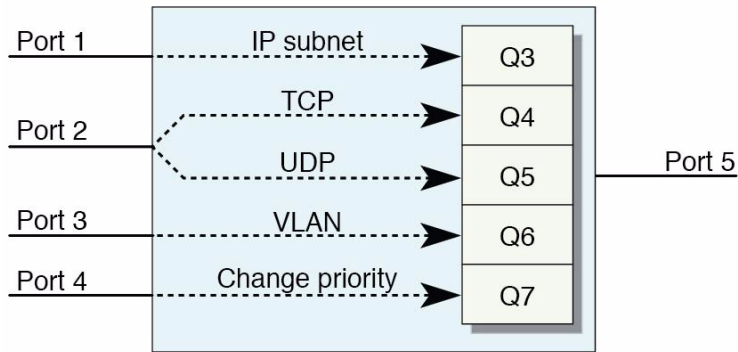 Port 1
IP subnet
Q3
Port 2
TCP
Q4
UDP
Q5
Port 5
Port 3
VLAN
Q6
Port 4
Change priority
Q7